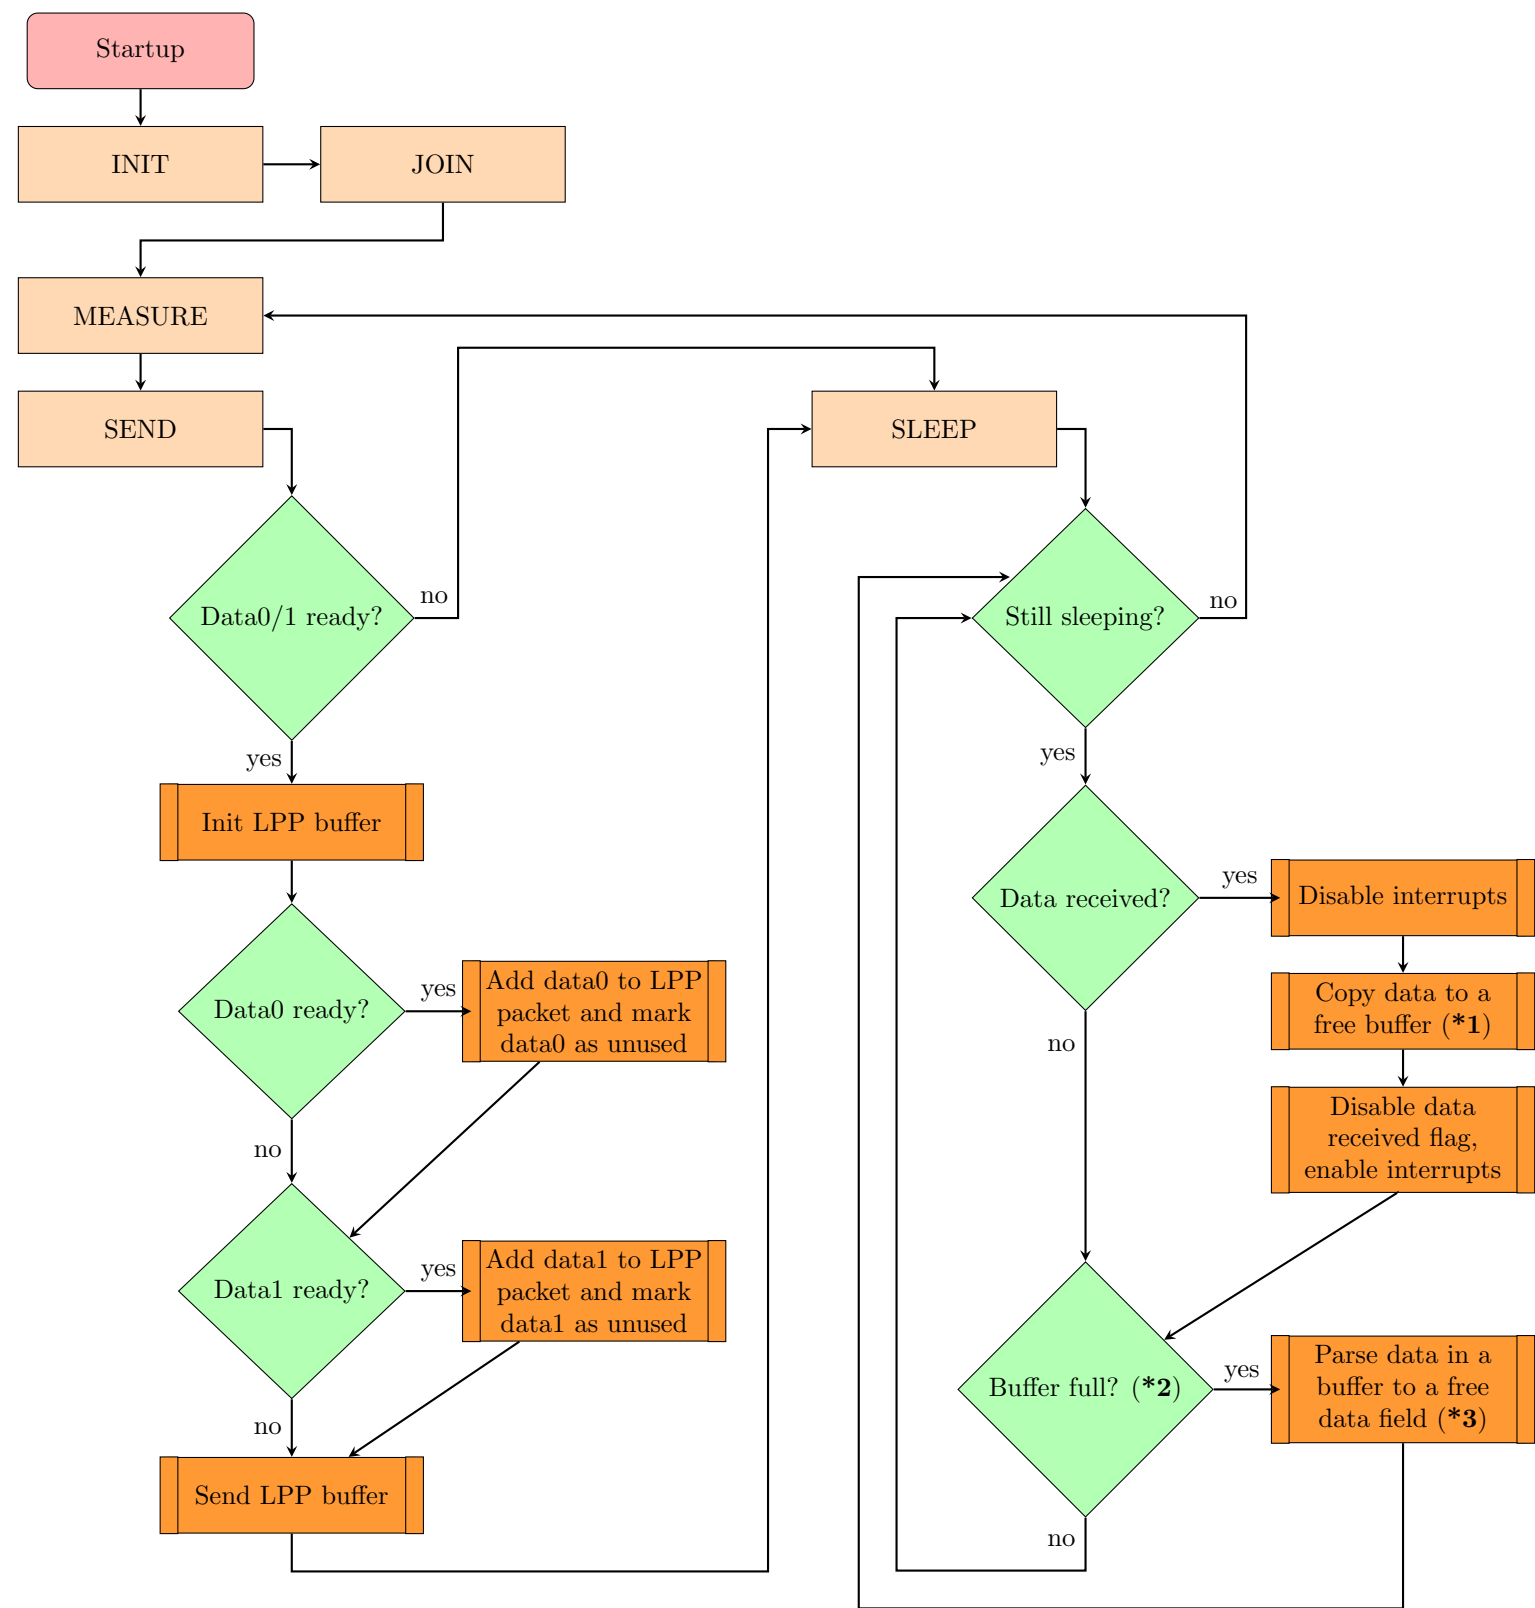 Startup
INIT
JOIN
MEASURE
SEND
SLEEP
Data0/1 ready?
no
yes
Init LPP buffer
Data0 ready?
yes
Add data0 to LPP
packet and mark
data0 as unused
no
Data1 ready?
yes
Add data1 to LPP
packet and mark
data1 as unused
no
Send LPP buffer
Still sleeping?
no
yes
Data received?
yes
Disable interrupts
Copy data to a
free buffer (*1)
Disable data
received flag,
enable interrupts
no
Buffer full? (*2)
yes
Parse data in a
buffer to a free
data field (*3)
no